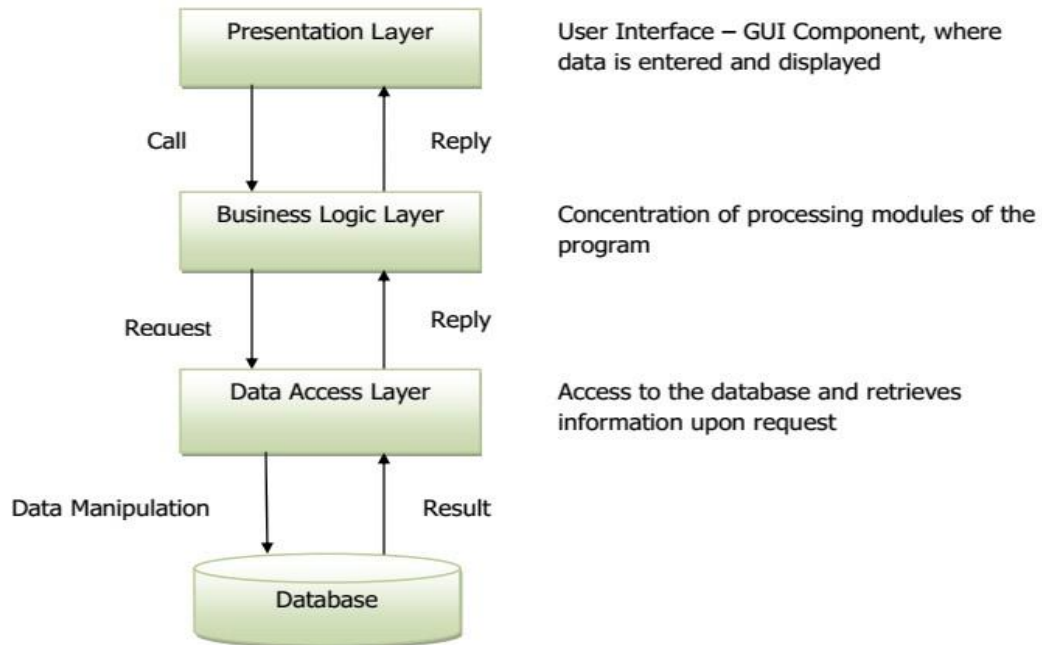 Presentation Layer
User Interface – GUI Component, where
data is entered and displayed
Call
Reply
Business Logic Layer
Concentration of processing modules of the
program
Request
Reply
Data Access Layer
Access to the database and retrieves
information upon request
Data Manipulation
Result
Database